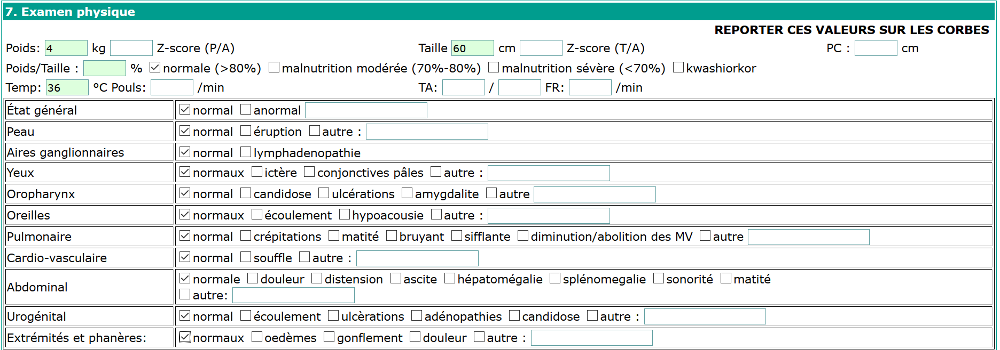 7. Examen physique
REPORTER CES VALEURS SUR LES CORBES
Poids: 4 kg Z-score (P/A) Taille 60 cm Z-score (T/A) PC : cm
Poids/Taille : % normale (>80%) malnutrition modérée (70%-80%) malnutrition sévère (<70%) kwashiorkor
Temp: 36 °C Pouls: /min TA: / FR: /min
État général normal anormal
Peau normal éruption autre :
Aires ganglionnaires normal lymphadenopathie
Yeux normaux ictère conjonctives pâles autre :
Oropharynx normal candidose ulcérations amygdalite autre
Oreilles normaux écoulement hypoacousie autre :
Pulmonaire normal crépitations matité bruyant sifflante diminution/abolition des MV autre
Cardio-vasculaire normal souffle autre :
Abdominal normale douleur distension ascite hépatomégalie splénomegalie sonorité matité
autre:
Urogénital normal écoulement ulcèrations adénopathies candidose autre :
Extrémités et phanères: normaux oedèmes gonflement douleur autre :